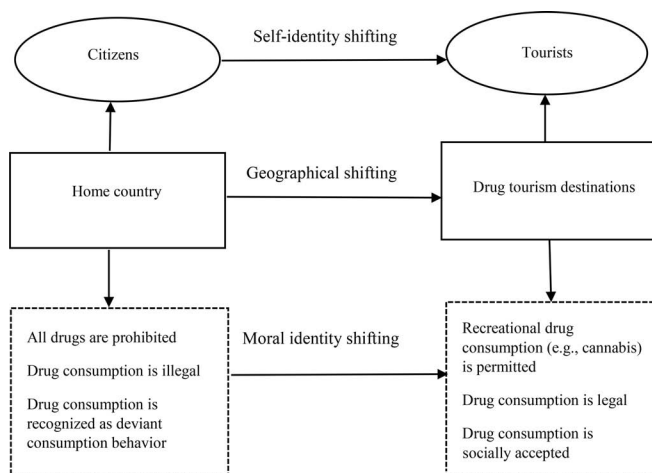 Citizens
Self-identity shifting
Tourists
Home country
Geographical shifting
Drug tourism destinations
All drugs are prohibited
Drug consumption is illegal
Drug consumption is
recognized as deviant
consumption behavior
Moral identity shifting
Recreational drug
consumption (e.g., cannabis)
is permitted
Drug consumption is legal
Drug consumption is
socially accepted